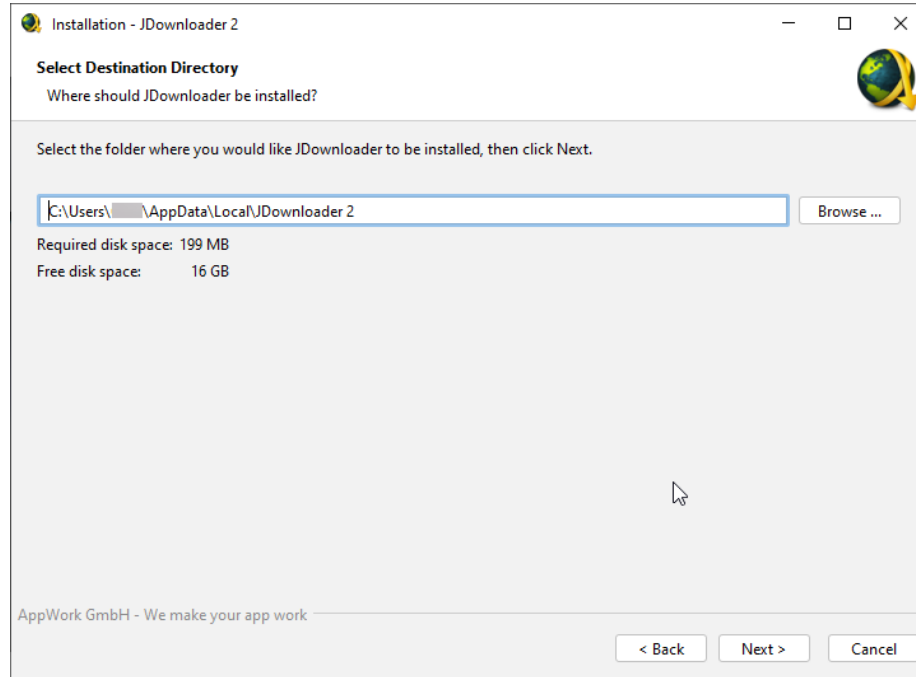 Installation - JDownloader 2
Select Destination Directory
Where should JDownloader be installed?
Select the folder where you would like JDownloader to be installed, then click Next.
C:\Users\ \AppData\Local\JDownloader 2
Browse ...
Required disk space: 199 MB
Free disk space: 16 GB
AppWork GmbH - We make your app work
< Back
Next >
Cancel